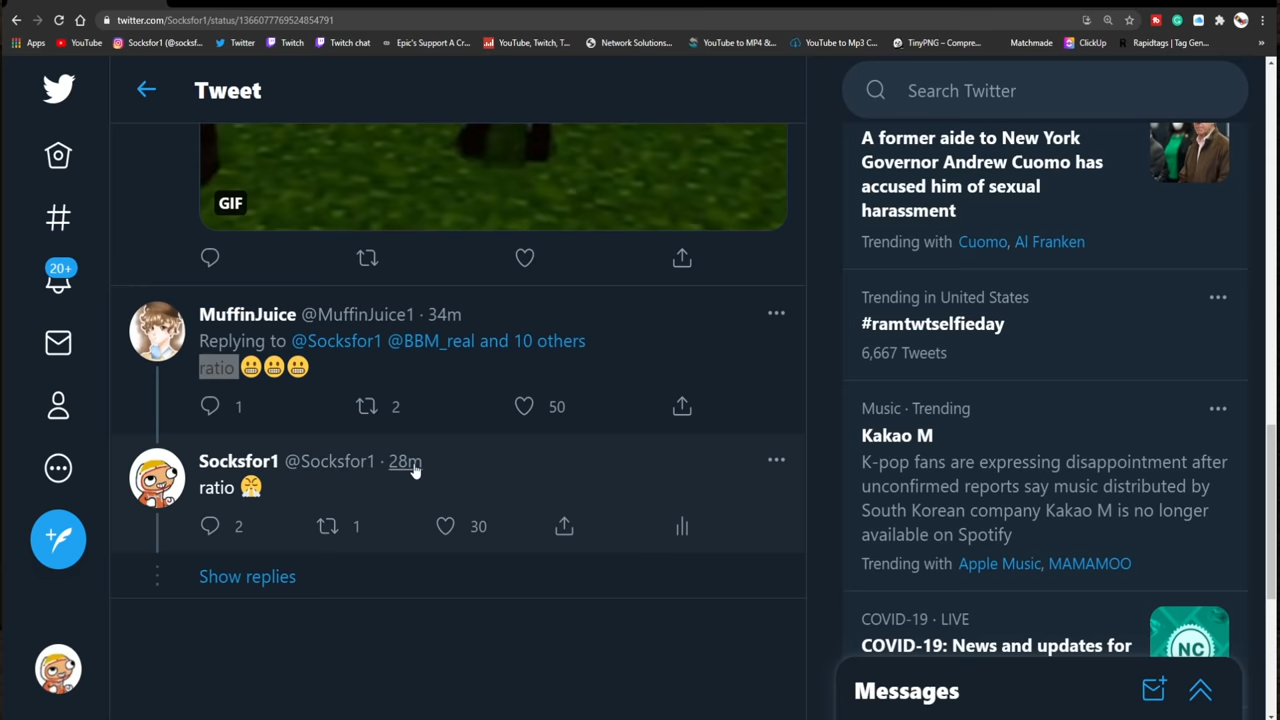 twitter.com/Socksfor1/status/1366077769524854791
Apps
YouTube
Socksfor1 (@socksf...
Twitter
Twitch
Twitch chat
Epic's Support A Cr...
YouTube, Twitch, T...
Network Solutions...
YouTube to MP4 &...
YouTube to Mp3 C...
TinyPNG – Compre...
Matchmade
ClickUp
Rapidtags | Tag Gen...
»
Tweet
Search Twitter
GIF
20+
MuffinJuice @MuffinJuice1 · 34m
Replying to @Socksfor1 @BBM_real and 10 others
ratio 😬😬😬
1 2 50
Socksfor1 @Socksfor1 · 28m
ratio 😤
2 1 30
Show replies
A former aide to New York
Governor Andrew Cuomo has
accused him of sexual
harassment
Trending with Cuomo, Al Franken
Trending in United States
#ramtwtselfieday
6,667 Tweets
Music · Trending
Kakao M
K-pop fans are expressing disappointment after
unconfirmed reports say music distributed by
South Korean company Kakao M is no longer
available on Spotify
Trending with Apple Music, MAMAMOO
COVID-19 · LIVE
COVID-19: News and updates for
NC
Messages